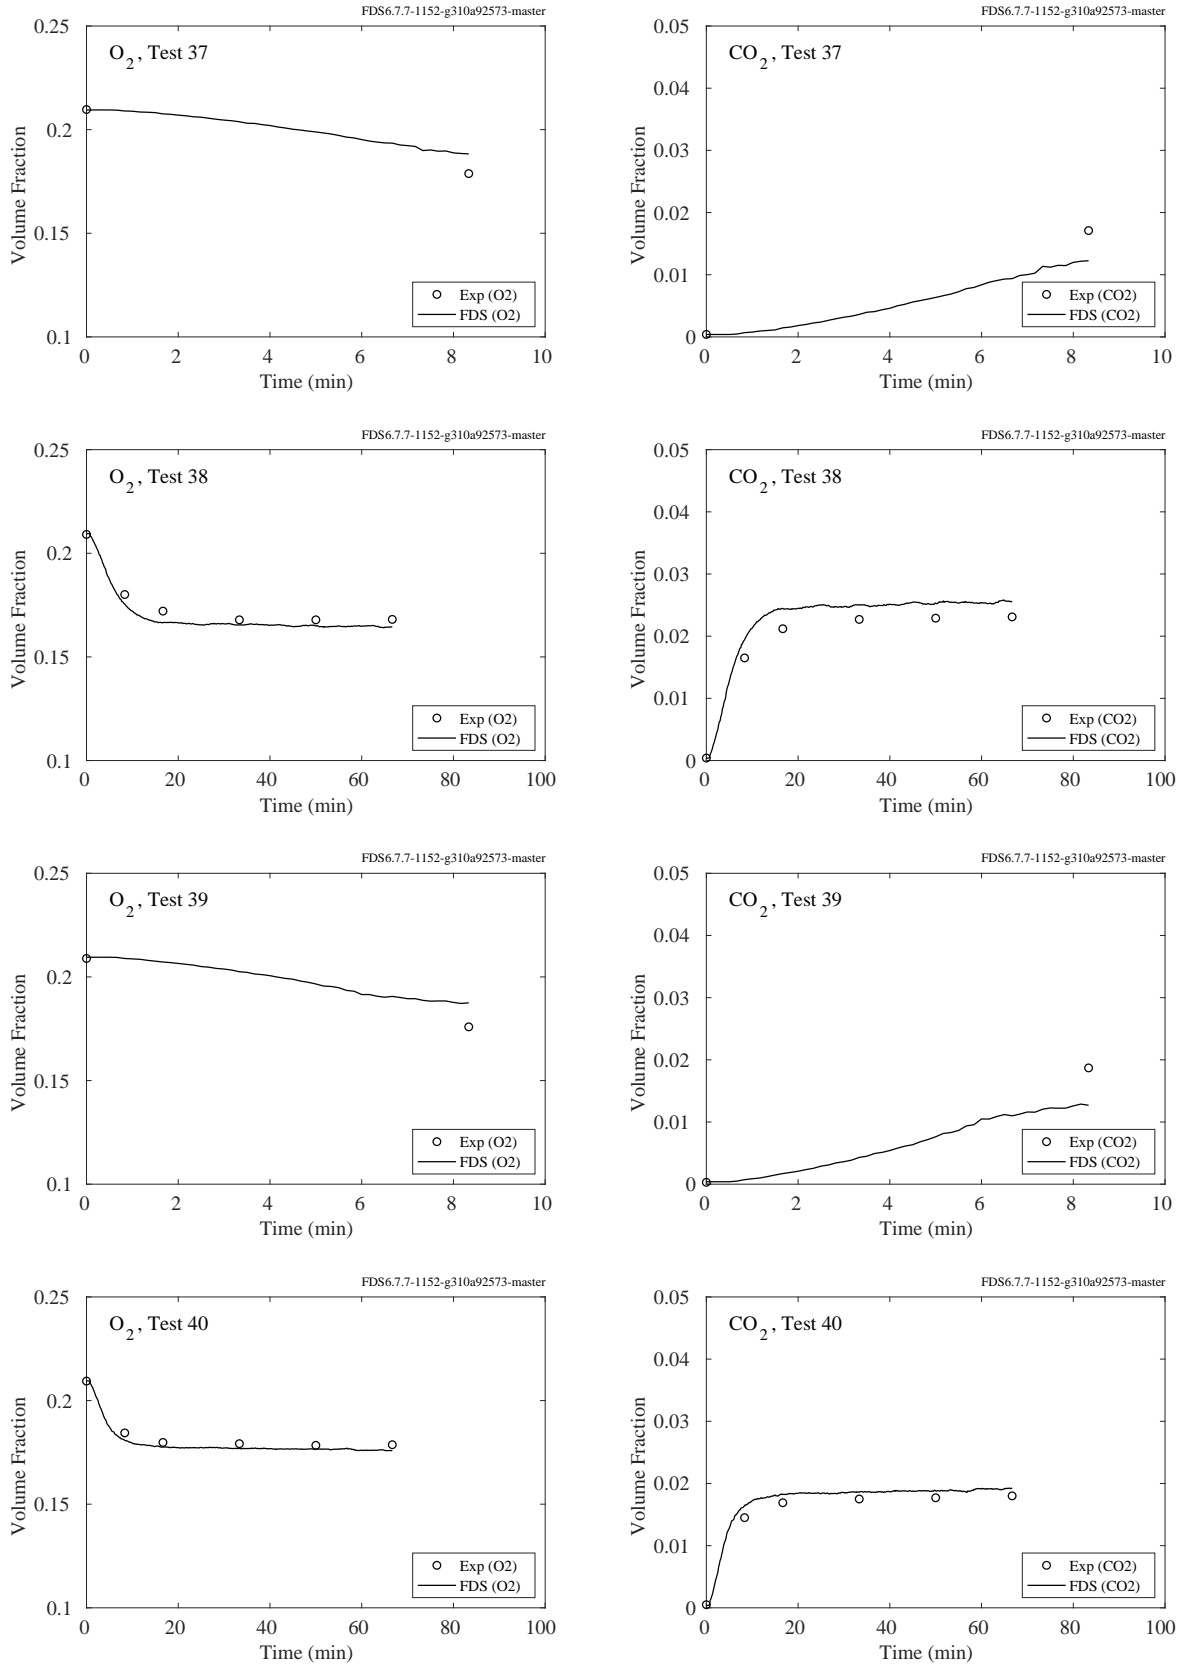 FDS6.7.7-1152-g310a92573-master
O2, Test 37
Volume Fraction
0.25
0.2
0.15
0.1
0 2 4 6 8 10
Time (min)
Exp (O2)
FDS (O2)
FDS6.7.7-1152-g310a92573-master
CO2, Test 37
Volume Fraction
0.05
0.04
0.03
0.02
0.01
0
0 2 4 6 8 10
Time (min)
Exp (CO2)
FDS (CO2)
FDS6.7.7-1152-g310a92573-master
O2, Test 38
Volume Fraction
0.25
0.2
0.15
0.1
0 20 40 60 80 100
Time (min)
Exp (O2)
FDS (O2)
FDS6.7.7-1152-g310a92573-master
CO2, Test 38
Volume Fraction
0.05
0.04
0.03
0.02
0.01
0
0 20 40 60 80 100
Time (min)
Exp (CO2)
FDS (CO2)
FDS6.7.7-1152-g310a92573-master
O2, Test 39
Volume Fraction
0.25
0.2
0.15
0.1
0 2 4 6 8 10
Time (min)
Exp (O2)
FDS (O2)
FDS6.7.7-1152-g310a92573-master
CO2, Test 39
Volume Fraction
0.05
0.04
0.03
0.02
0.01
0
0 2 4 6 8 10
Time (min)
Exp (CO2)
FDS (CO2)
FDS6.7.7-1152-g310a92573-master
O2, Test 40
Volume Fraction
0.25
0.2
0.15
0.1
0 20 40 60 80 100
Time (min)
Exp (O2)
FDS (O2)
FDS6.7.7-1152-g310a92573-master
CO2, Test 40
Volume Fraction
0.05
0.04
0.03
0.02
0.01
0
0 20 40 60 80 100
Time (min)
Exp (CO2)
FDS (CO2)